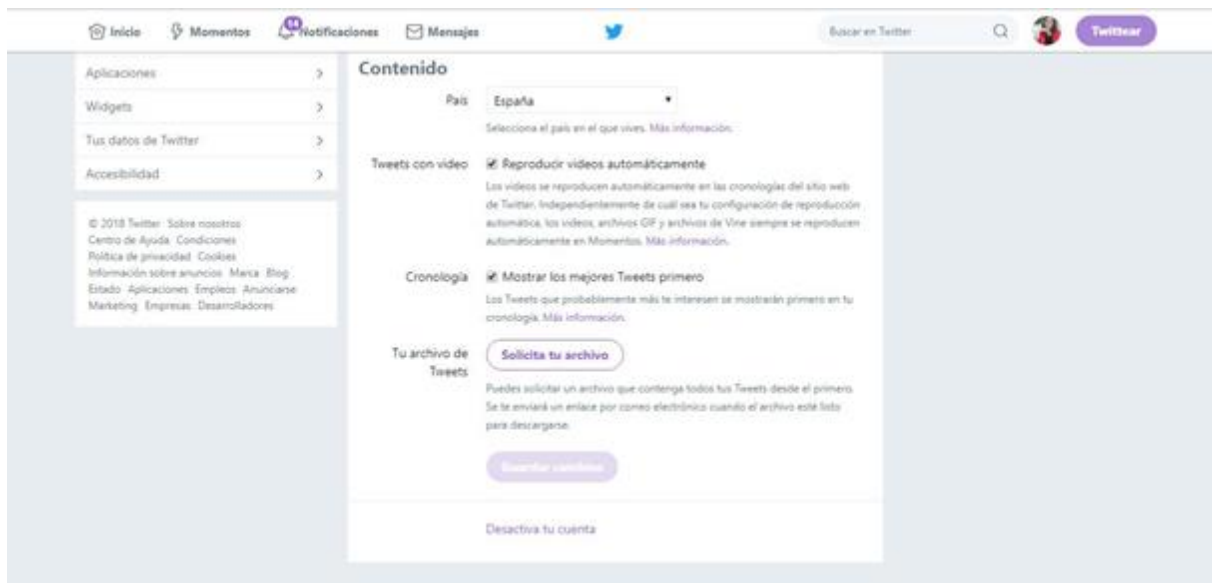 Inicio Momentos 14 Notificaciones Mensajes Buscar en Twitter Twittear
Aplicaciones
Widgets
Tus datos de Twitter
Accesibilidad
© 2018 Twitter Sobre nosotros
Centro de Ayuda Condiciones
Política de privacidad Cookies
Información sobre anuncios Marca Blog
Estado Aplicaciones Empleos Anunciarse
Marketing Empresas Desarrolladores
Contenido
País España
Selecciona el país en el que vives. Más información.
Tweets con video Reproducir videos automáticamente
Los videos se reproducen automáticamente en las cronologías del sitio web
de Twitter. Independientemente de cuál sea tu configuración de reproducción
automática, los videos, archivos GIF y archivos de Vine siempre se reproducen
automáticamente en Momentos. Más información.
Cronología Mostrar los mejores Tweets primero
Los Tweets que probablemente más te interesen se mostrarán primero en tu
cronología. Más información.
Tu archivo de
Tweets
Solicita tu archivo
Puedes solicitar un archivo que contenga todos tus Tweets desde el primero.
Se te enviará un enlace por correo electrónico cuando el archivo esté listo
para descargarse.
Guardar cambios
Desactiva tu cuenta